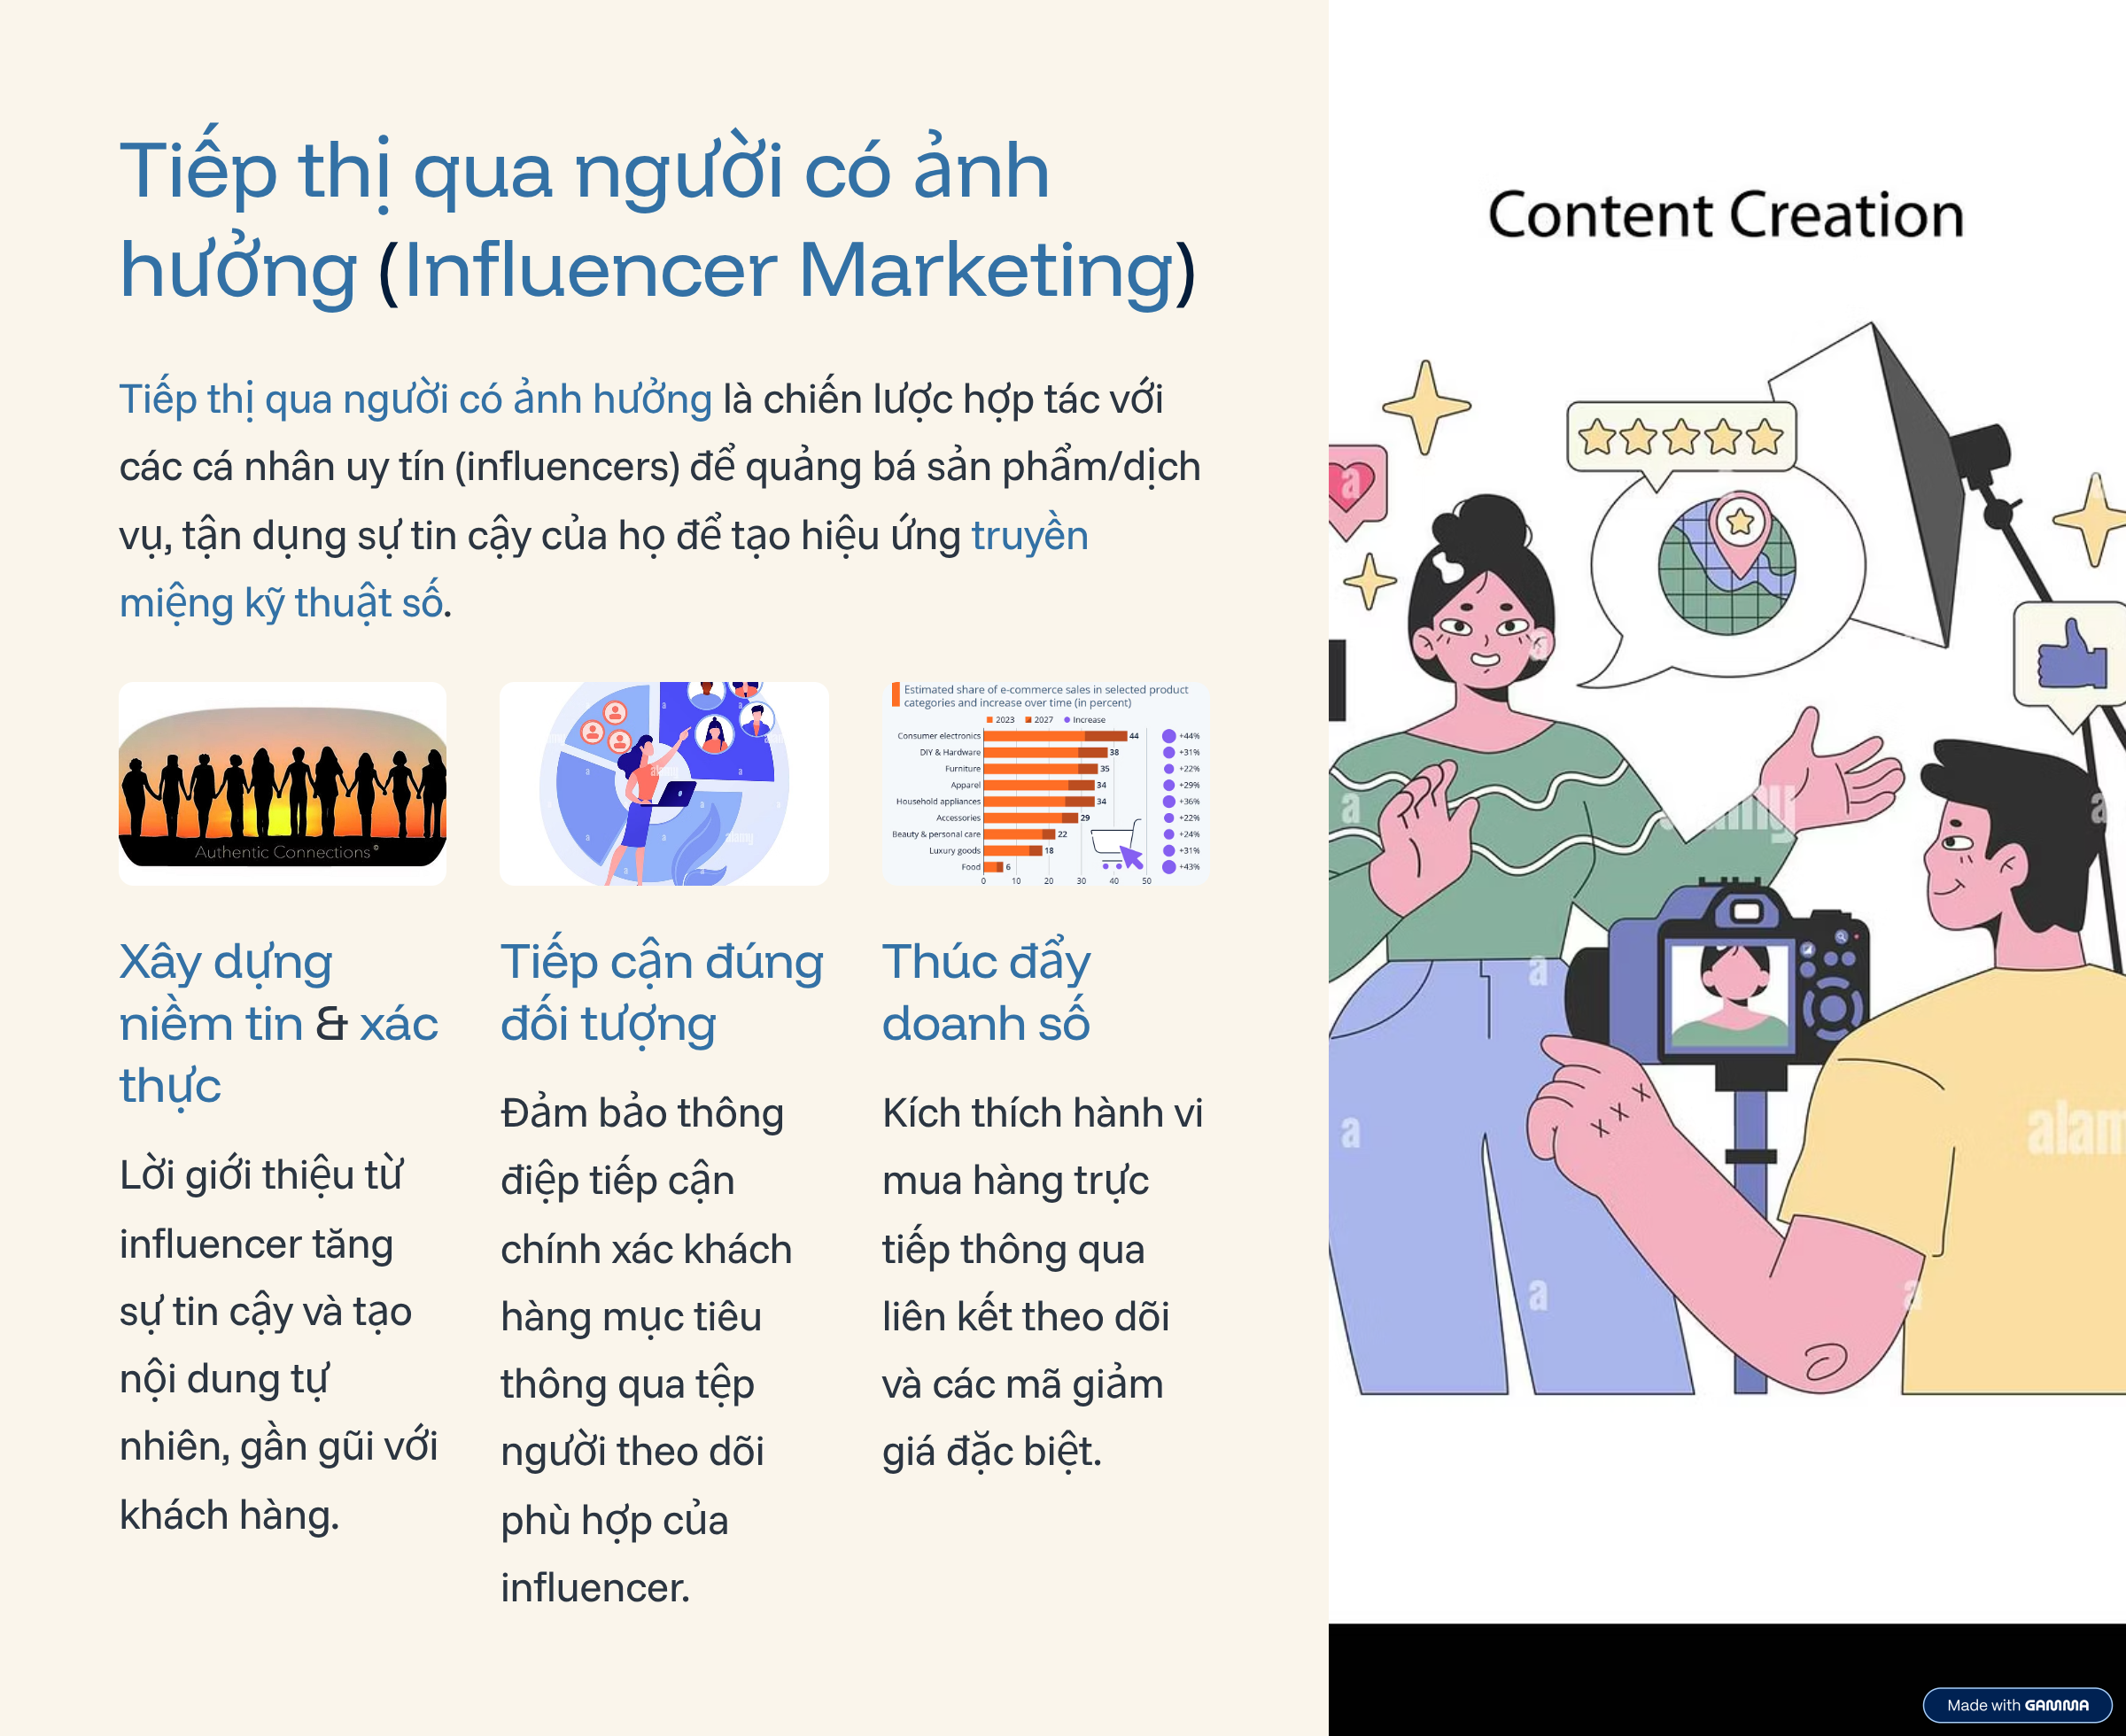 Tiếp thị qua người có ảnh
hưởng (Influencer Marketing)
Tiếp thị qua người có ảnh hưởng là chiến lược hợp tác với
các cá nhân uy tín (influencers) để quảng bá sản phẩm/dịch
vụ, tận dụng sự tin cậy của họ để tạo hiệu ứng truyền
miệng kỹ thuật số.
Authentic Connections ©
alamy
alamy
Estimated share of e-commerce sales in selected product
categories and increase over time (in percent)
2023 2027 Increase
Consumer electronics 44 +44%
DIY & Hardware 38 +31%
Furniture 35 +22%
Apparel 34 +29%
Household appliances 34 +36%
Accessories 29 +22%
Beauty & personal care 22 +24%
Luxury goods 18 +31%
Food 6 +43%
0 10 20 30 40 50
Xây dựng
niềm tin & xác
thực
Lời giới thiệu từ
influencer tăng
sự tin cậy và tạo
nội dung tự
nhiên, gần gũi với
khách hàng.
Tiếp cận đúng
đối tượng
Đảm bảo thông
điệp tiếp cận
chính xác khách
hàng mục tiêu
thông qua tệp
người theo dõi
phù hợp của
influencer.
Thúc đẩy
doanh số
Kích thích hành vi
mua hàng trực
tiếp thông qua
liên kết theo dõi
và các mã giảm
giá đặc biệt.
Content Creation
alamy
alam
Made with GAMMA